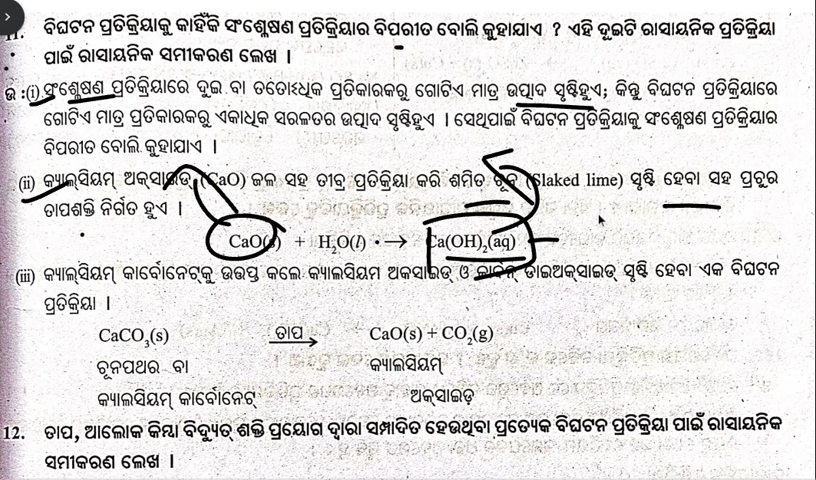 11. ବିଘଟନ ପ୍ରତିକ୍ରିୟାକୁ କାହିଁକି ସଂଶ୍ଳେଷଣ ପ୍ରତିକ୍ରିୟାର ବିପରୀତ ବୋଲି କୁହାଯାଏ ? ଏହି ଦୁଇଟି ରାସାୟନିକ ପ୍ରତିକ୍ରିୟା
ପାଇଁ ରାସାୟନିକ ସମୀକରଣ ଲେଖ ।
ଉ :(i) ସଂଶ୍ଳେଷଣ ପ୍ରତିକ୍ରିୟାରେ ଦୁଇ ବା ତତୋଽଧିକ ପ୍ରତିକାରକରୁ ଗୋଟିଏ ମାତ୍ର ଉତ୍ପାଦ ସୃଷ୍ଟିହୁଏ; କିନ୍ତୁ ବିଘଟନ ପ୍ରତିକ୍ରିୟାରେ
ଗୋଟିଏ ମାତ୍ର ପ୍ରତିକାରକରୁ ଏକାଧିକ ସରଳତର ଉତ୍ପାଦ ସୃଷ୍ଟିହୁଏ । ସେଥିପାଇଁ ବିଘଟନ ପ୍ରତିକ୍ରିୟାକୁ ସଂଶ୍ଳେଷଣ ପ୍ରତିକ୍ରିୟାର
ବିପରୀତ ବୋଲି କୁହାଯାଏ ।
(ii) କ୍ୟାଲ୍‌ସିୟମ୍ ଅକ୍‌ସାଇଡ୍ (CaO) ଜଳ ସହ ତୀବ୍ର ପ୍ରତିକ୍ରିୟା କରି ଶମିତ ଚୂନ (Slaked lime) ସୃଷ୍ଟି ହେବା ସହ ପ୍ରଚୁର
ତାପଶକ୍ତି ନିର୍ଗତ ହୁଏ ।
CaO(s) + H₂O(l) → Ca(OH)₂(aq)
(iii) କ୍ୟାଲ୍‌ସିୟମ୍ କାର୍ବୋନେଟ୍‌କୁ ଉତ୍ତପ୍ତ କଲେ କ୍ୟାଲସିୟମ ଅକସାଇଡ୍ ଓ କାର୍ବନ୍ ଡାଇଅକ୍‌ସାଇଡ୍ ସୃଷ୍ଟି ହେବା ଏକ ବିଘଟନ
ପ୍ରତିକ୍ରିୟା ।
CaCO₃(s) ତାପ → CaO(s) + CO₂(g)
ଚୂନପଥର ବା କ୍ୟାଲସିୟମ୍
କ୍ୟାଲସିୟମ୍ କାର୍ବୋନେଟ୍ ଅକ୍‌ସାଇଡ଼
12. ତାପ, ଆଲୋକ କିମ୍ବା ବିଦ୍ୟୁତ୍ ଶକ୍ତି ପ୍ରୟୋଗ ଦ୍ୱାରା ସମ୍ପାଦିତ ହେଉଥିବା ପ୍ରତ୍ୟେକ ବିଘଟନ ପ୍ରତିକ୍ରିୟା ପାଇଁ ରାସାୟନିକ
ସମୀକରଣ ଲେଖ ।